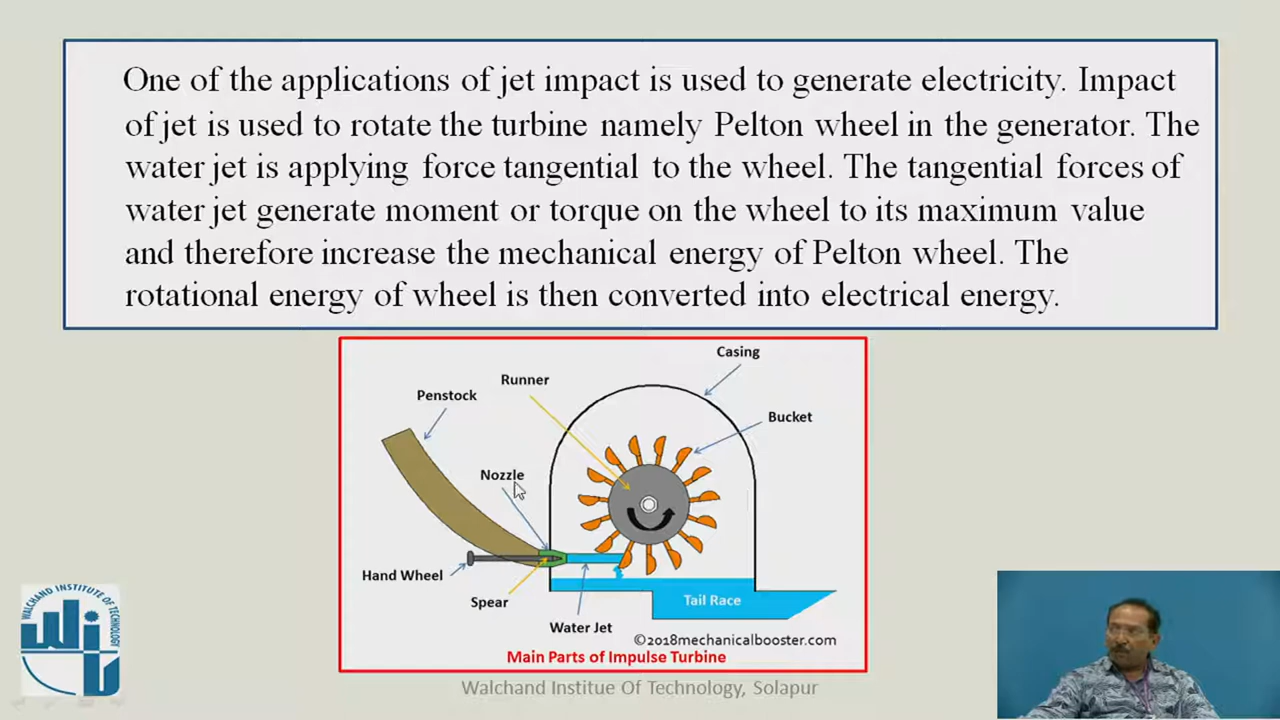 One of the applications of jet impact is used to generate electricity. Impact
of jet is used to rotate the turbine namely Pelton wheel in the generator. The
water jet is applying force tangential to the wheel. The tangential forces of
water jet generate moment or torque on the wheel to its maximum value
and therefore increase the mechanical energy of Pelton wheel. The
rotational energy of wheel is then converted into electrical energy.
Casing
Runner
Penstock
Bucket
Nozzle
Hand Wheel
Spear
Tail Race
Water Jet
©2018mechanicalbooster.com
Main Parts of Impulse Turbine
WALCHAND INSTITUTE OF TECHNOLOGY
Walchand Institue Of Technology, Solapur